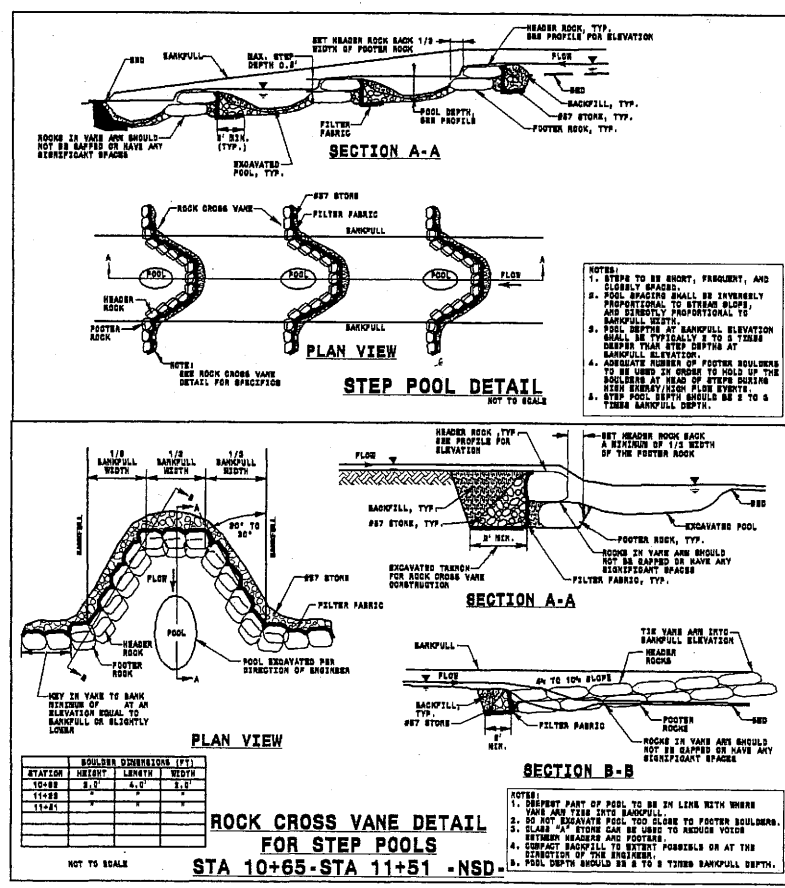 SET HEADER ROCK BACK 1/3
WIDTH OF FOOTER ROCK
HEADER ROCK, TYP.
SEE PROFILE FOR ELEVATION
FLOW
BED
BANKFULL
MAX. STEP
DEPTH 0.5'
BED
BACKFILL, TYP.
#57 STONE, TYP.
FOOTER ROCK, TYP.
POOL DEPTH,
SEE PROFILE
FILTER
FABRIC
MIN.
(TYP.)
EXCAVATED
POOL, TYP.
ROCKS IN VANE ARM SHOULD
NOT BE GAPPED OR HAVE ANY
SIGNIFICANT SPACES
SECTION A-A
ROCK CROSS VANE
#57 STONE
FILTER FABRIC
BANKFULL
A
A
POOL
POOL
POOL
FLOW
HEADER
ROCK
FOOTER
ROCK
BANKFULL
NOTE:
SEE ROCK CROSS VANE
DETAIL FOR SPECIFICS
PLAN VIEW
STEP POOL DETAIL
NOT TO SCALE
NOTES:
1. STEPS TO BE SHORT, FREQUENT, AND
CLOSELY SPACED.
2. POOL SPACING SHALL BE INVERSELY
PROPORTIONAL TO STREAM SLOPE,
AND DIRECTLY PROPORTIONAL TO
BANKFULL WIDTH.
3. POOL DEPTHS AT BANKFULL ELEVATION
SHALL BE TYPICALLY 2 TO 3 TIMES
DEEPER THAN STEP DEPTHS AT
BANKFULL ELEVATION.
4. ADEQUATE NUMBER OF FOOTER BOULDERS
TO BE USED IN ORDER TO HOLD UP THE
BOULDERS AT HEAD OF STEPS DURING
HIGH ENERGY/HIGH FLOW EVENTS.
5. STEP POOL DEPTH SHOULD BE 2 TO 3
TIMES BANKFULL DEPTH.
1/3
BANKFULL
WIDTH
1/3
BANKFULL
WIDTH
1/3
BANKFULL
WIDTH
BANKFULL
BANKFULL
B
A
20° TO
30°
FLOW
#57 STONE
FILTER FABRIC
POOL
HEADER
ROCK
FOOTER
ROCK
B
A
POOL EXCAVATED PER
DIRECTION OF ENGINEER
KEY IN VANE TO BANK
MINIMUM OF AT AN
ELEVATION EQUAL TO
BANKFULL OR SLIGHTLY
LOWER
PLAN VIEW
HEADER ROCK, TYP.
SEE PROFILE FOR
ELEVATION
SET HEADER ROCK BACK
A MINIMUM OF 1/3 WIDTH
OF THE FOOTER ROCK
FLOW
BACKFILL, TYP.
#57 STONE, TYP.
MIN.
BED
EXCAVATED POOL
FOOTER ROCK, TYP.
ROCKS IN VANE ARM SHOULD
NOT BE GAPPED OR HAVE ANY
SIGNIFICANT SPACES
EXCAVATED TRENCH
FOR ROCK CROSS VANE
CONSTRUCTION
FILTER FABRIC, TYP.
SECTION A-A
TIE VANE ARM INTO
BANKFULL ELEVATION
BANKFULL
HEADER
ROCKS
FLOW
TO 10% SLOPE
BACKFILL,
TYP.
#57 STONE
MIN.
FILTER FABRIC
FOOTER
ROCKS
BED
ROCKS IN VANE ARM SHOULD
NOT BE GAPPED OR HAVE ANY
SIGNIFICANT SPACES
SECTION B-B
BOULDER DIMENSIONS (FT)
STATION HEIGHT LENGTH WIDTH
2.0' 4.0' 2.0'
" " "
11+51 " " "
NOT TO SCALE
ROCK CROSS VANE DETAIL
FOR STEP POOLS
STA 10+65-STA 11+51 -NSD-
NOTES:
1. DEEPEST PART OF POOL TO BE IN LINE WITH WHERE
VANE ARM TIES INTO BANKFULL.
2. DO NOT EXCAVATE POOL TOO CLOSE TO FOOTER BOULDERS.
3. CLASS "A" STONE CAN BE USED TO REDUCE VOIDS
BETWEEN HEADERS AND FOOTERS.
4. COMPACT BACKFILL TO EXTENT POSSIBLE OR AT THE
DIRECTION OF THE ENGINEER.
5. POOL DEPTH SHOULD BE 2 TO 3 TIMES BANKFULL DEPTH.